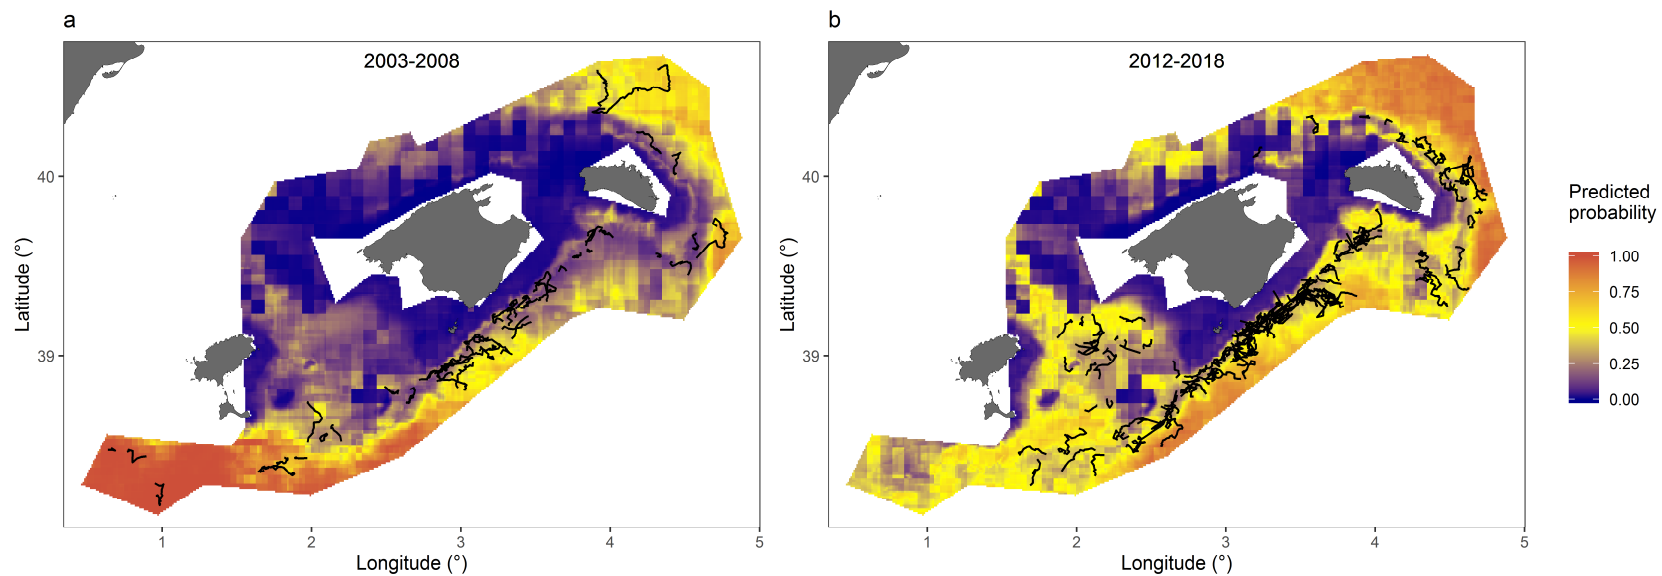 a
2003-2008
40
39
Latitude (°)
1
2
3
4
5
Longitude (°)
b
2012-2018
40
39
Latitude (°)
1
2
3
4
5
Longitude (°)
Predicted
probability
1.00
0.75
0.50
0.25
0.00